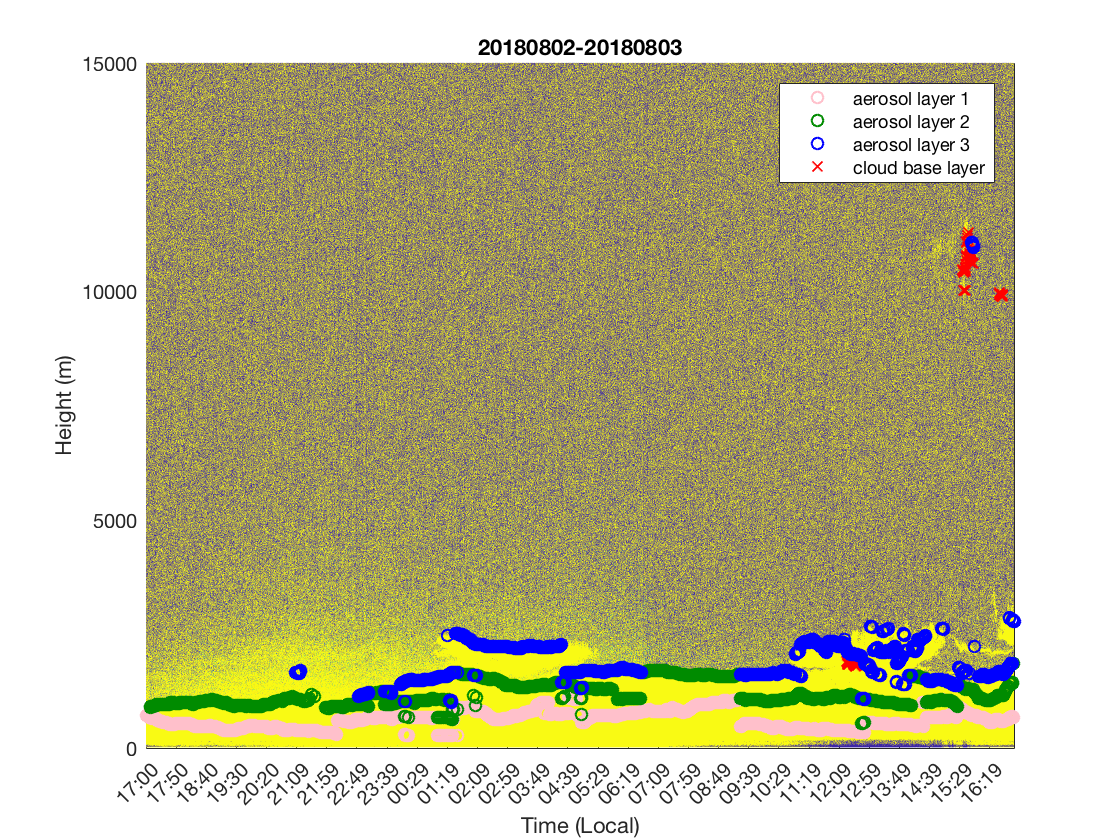 20180802-20180803
15000
10000
5000
0
Height (m)
aerosol layer 1
aerosol layer 2
aerosol layer 3
cloud base layer
17:00 17:50 18:40 19:30 20:20 21:09 21:59 22:49 23:39 00:29 01:19 02:09 02:59 03:49 04:39 05:29 06:19 07:09 07:59 08:49 09:39 10:29 11:19 12:09 12:59 13:49 14:39 15:29 16:19
Time (Local)